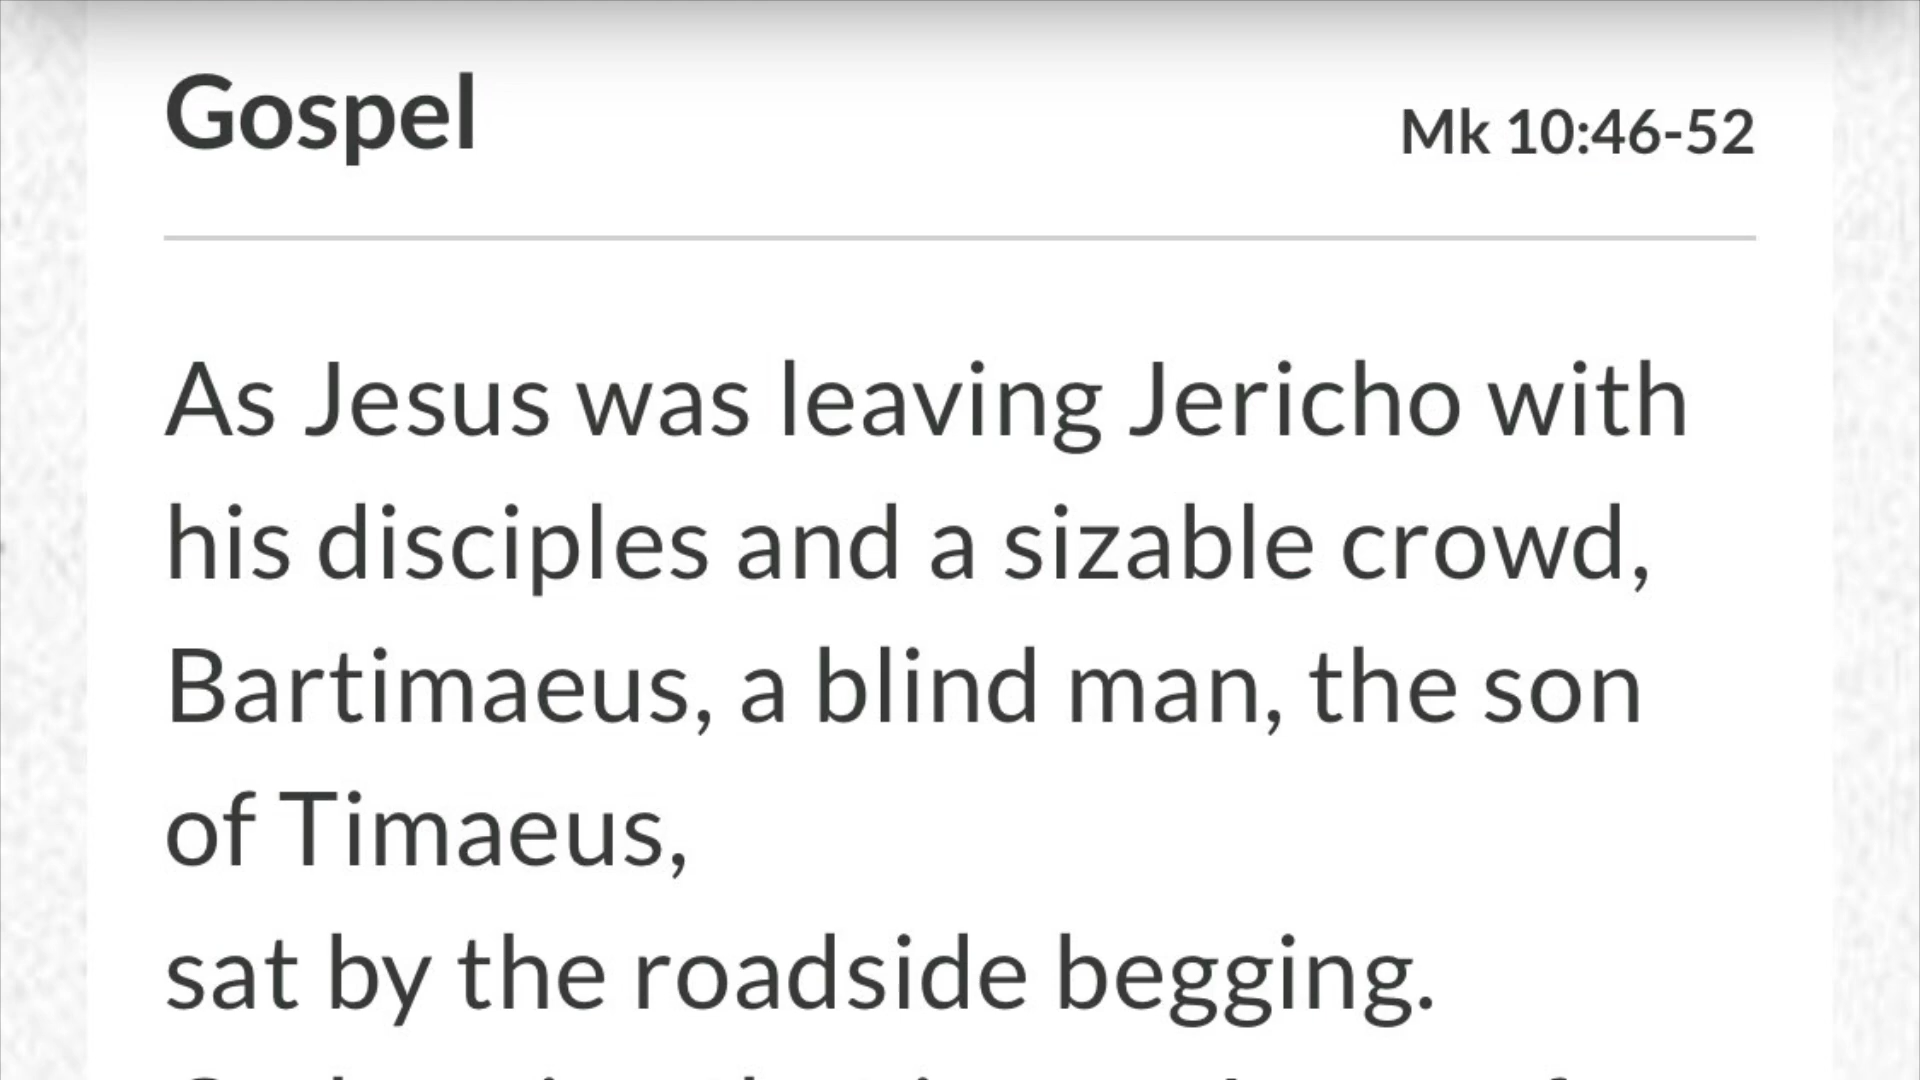 Gospel
Mk 10:46-52
As Jesus was leaving Jericho with
his disciples and a sizable crowd,
Bartimaeus, a blind man, the son
of Timaeus,
sat by the roadside begging.